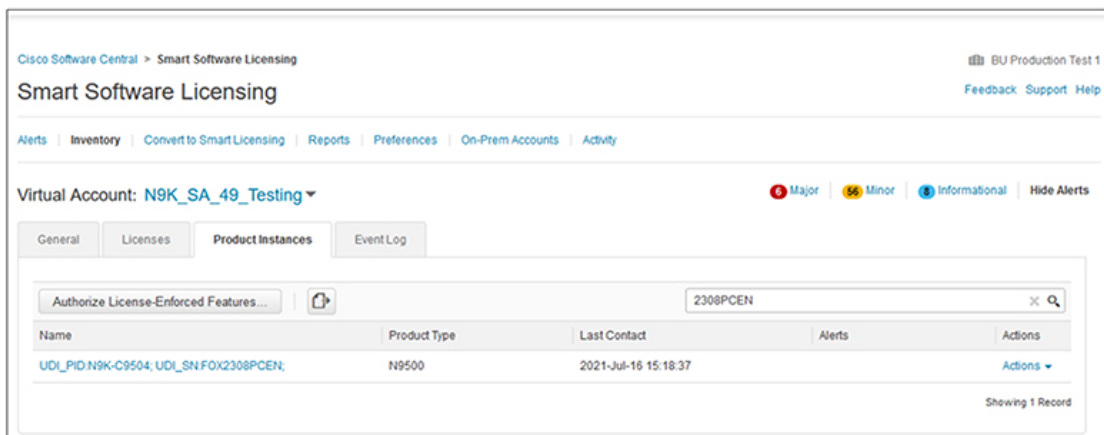 Cisco Software Central > Smart Software Licensing
BU Production Test 1
Smart Software Licensing
Feedback Support Help
Alerts | Inventory | Convert to Smart Licensing | Reports | Preferences | On-Prem Accounts | Activity
Virtual Account: N9K_SA_49_Testing
6 Major | 56 Minor | 8 Informational | Hide Alerts
General Licenses Product Instances Event Log
Authorize License-Enforced Features...
2308PCEN
Name Product Type Last Contact Alerts Actions
UDI_PID:N9K-C9504; UDI_SN:FOX2308PCEN; N9500 2021-Jul-16 15:18:37 Actions
Showing 1 Record